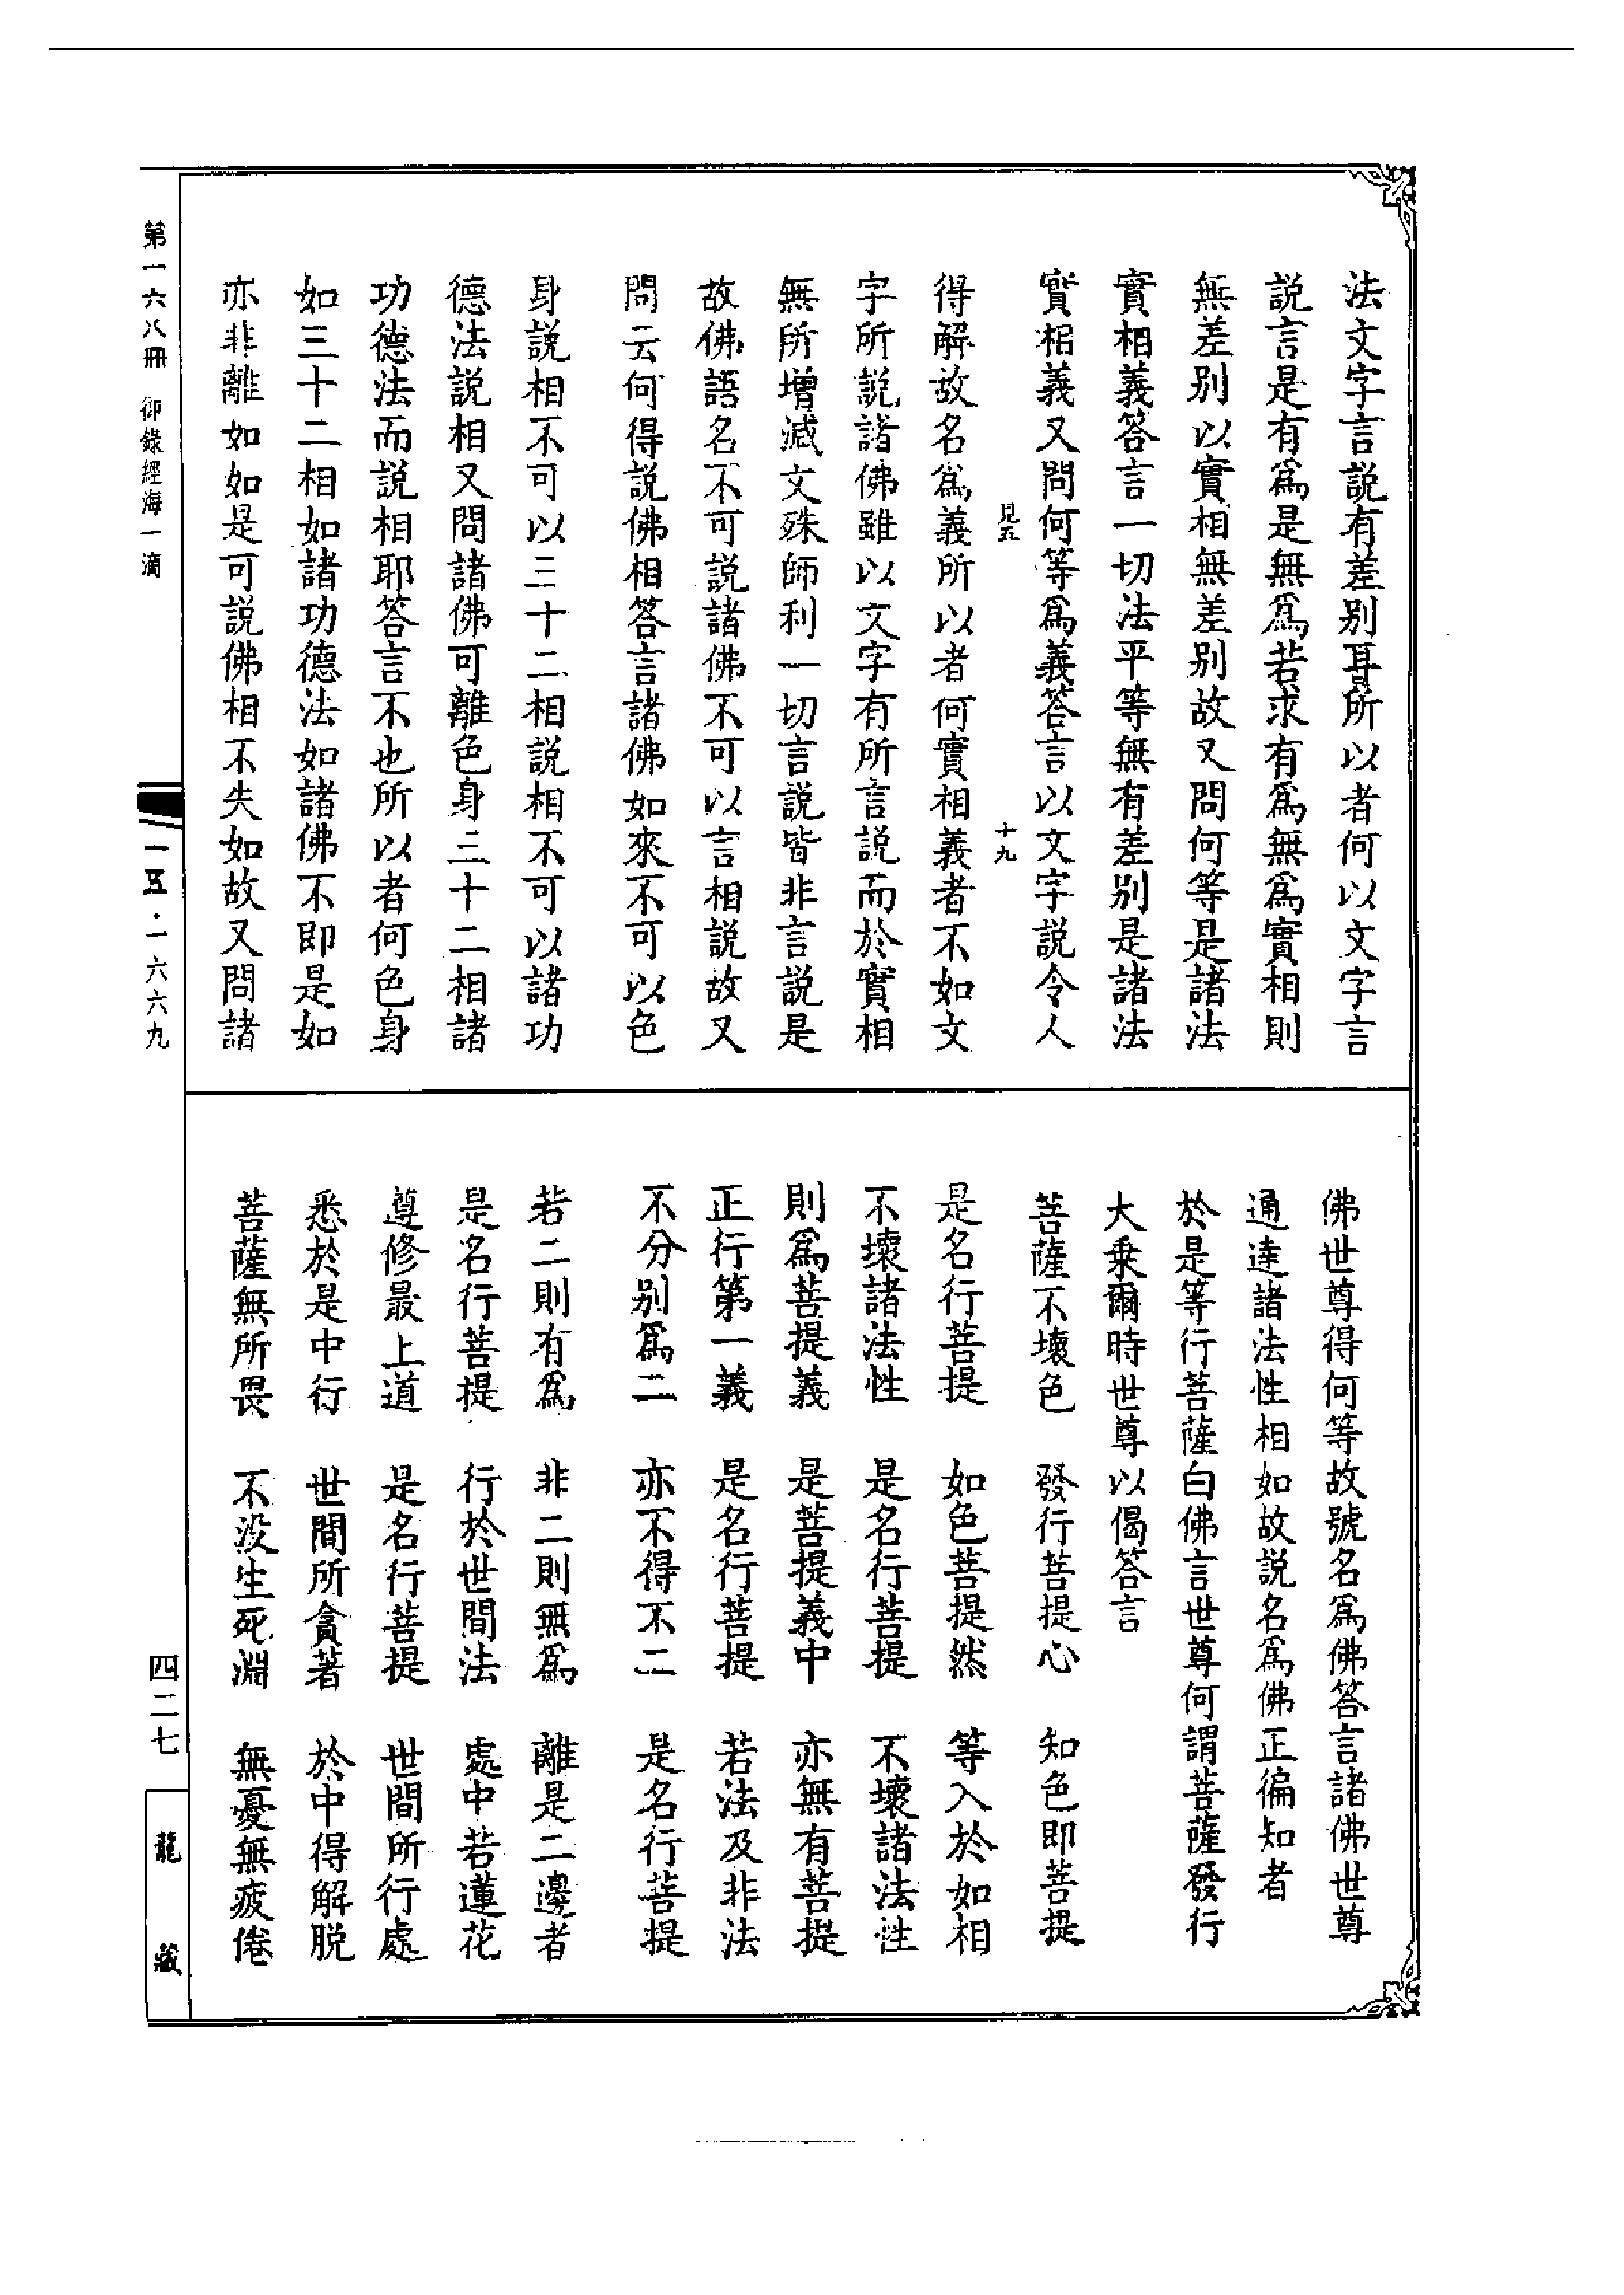 法文字言說有差别耳所以者何以文字言
說言是有爲是無爲若求有爲無爲實相則
無差别以實相無差别故又問何等是諸法
實相義答言一切法平等無有差别是諸法
實相義又問何等爲義答言以文字説令人
見五
十九
得解故名爲義所以者何實相義者不如文
字所説諸佛雖以文字有所言説而於實相
無所增減文殊師利一切言説皆非言説是
故佛語名不可説諸佛不可以言相説故又
問云何得説佛相答言諸佛如來不可以色
身説相不可以三十二相説相不可以諸功
德法説相又問諸佛可離色身三十二相諸
功德法而説相耶答言不也所以者何色身
如三十二相如諸功德法如諸佛不即是如
亦非離如如是可説佛相不失如故又問諸
佛世尊得何等故號名爲佛答言諸佛世尊
通達諸法性相如故説名爲佛正徧知者
於是等行菩薩白佛言世尊何謂菩薩發行
大乗爾時世尊以偈答言
菩薩不壞色　發行菩提心　知色即菩提
是名行菩提　如色菩提然　等入於如相
不壞諸法性　是名行菩提　不壞諸法性
則爲菩提義　是菩提義中　亦無有菩提
正行第一義　是名行菩提　若法及非法
不分别爲二　亦不得不二　是名行菩提
若二則有爲　非二則無爲　離是二邊者
是名行菩提　行於世間法　處中若蓮花
遵修最上道　是名行菩提　世間所行處
悉於是中行　世間所貪著　於中得解脱
菩薩無所畏　不没生死淵　無憂無疲倦
第一六八冊　御錄經海一滴
一五·一六六九
四二七
龍藏